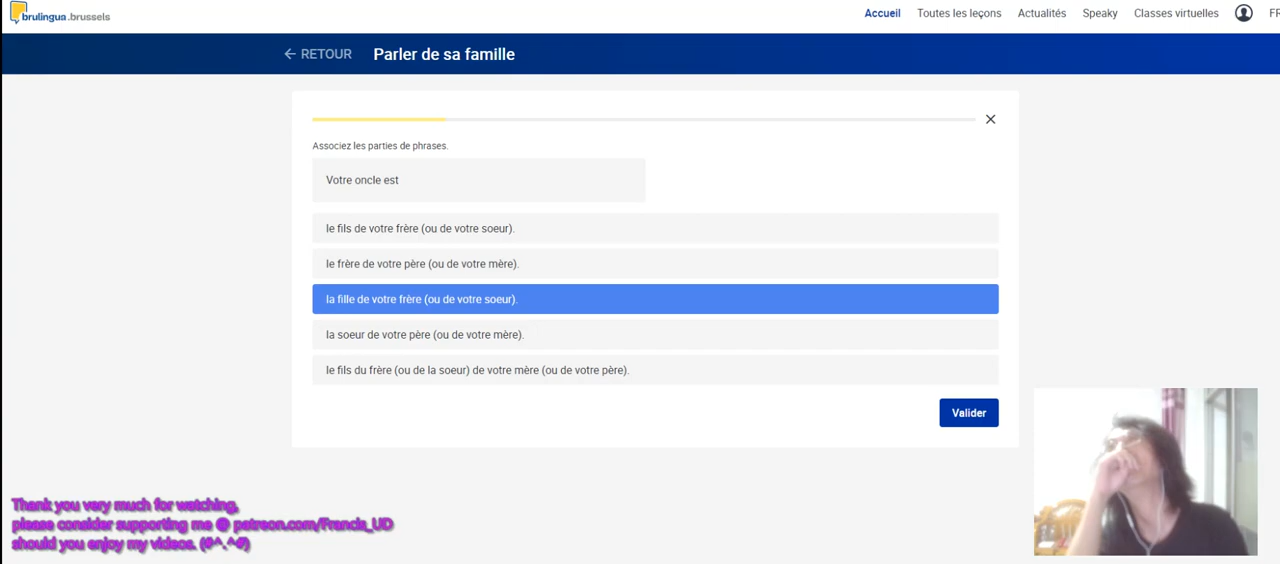 brulingua.brussels
Accueil Toutes les leçons Actualités Speaky Classes virtuelles FR
← RETOUR Parler de sa famille
Associez les parties de phrases.
Votre oncle est
le fils de votre frère (ou de votre soeur).
le frère de votre père (ou de votre mère).
la fille de votre frère (ou de votre soeur).
la soeur de votre père (ou de votre mère).
le fils du frère (ou de la soeur) de votre mère (ou de votre père).
Valider
Thank you very much for watching,
please consider supporting me @ patreon.com/Francis_UD
should you enjoy my videos. (#^.^#)